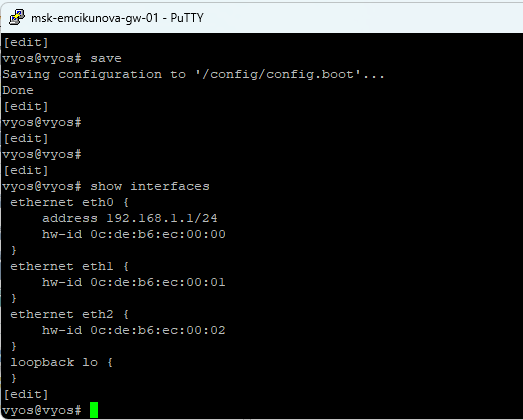 msk-emcikunova-gw-01 - PuTTY
[edit]
vyos@vyos# save
Saving configuration to '/config/config.boot'...
Done
[edit]
vyos@vyos#
[edit]
vyos@vyos#
[edit]
vyos@vyos# show interfaces
 ethernet eth0 {
     address 192.168.1.1/24
     hw-id 0c:de:b6:ec:00:00
 }
 ethernet eth1 {
     hw-id 0c:de:b6:ec:00:01
 }
 ethernet eth2 {
     hw-id 0c:de:b6:ec:00:02
 }
 loopback lo {
 }
[edit]
vyos@vyos#